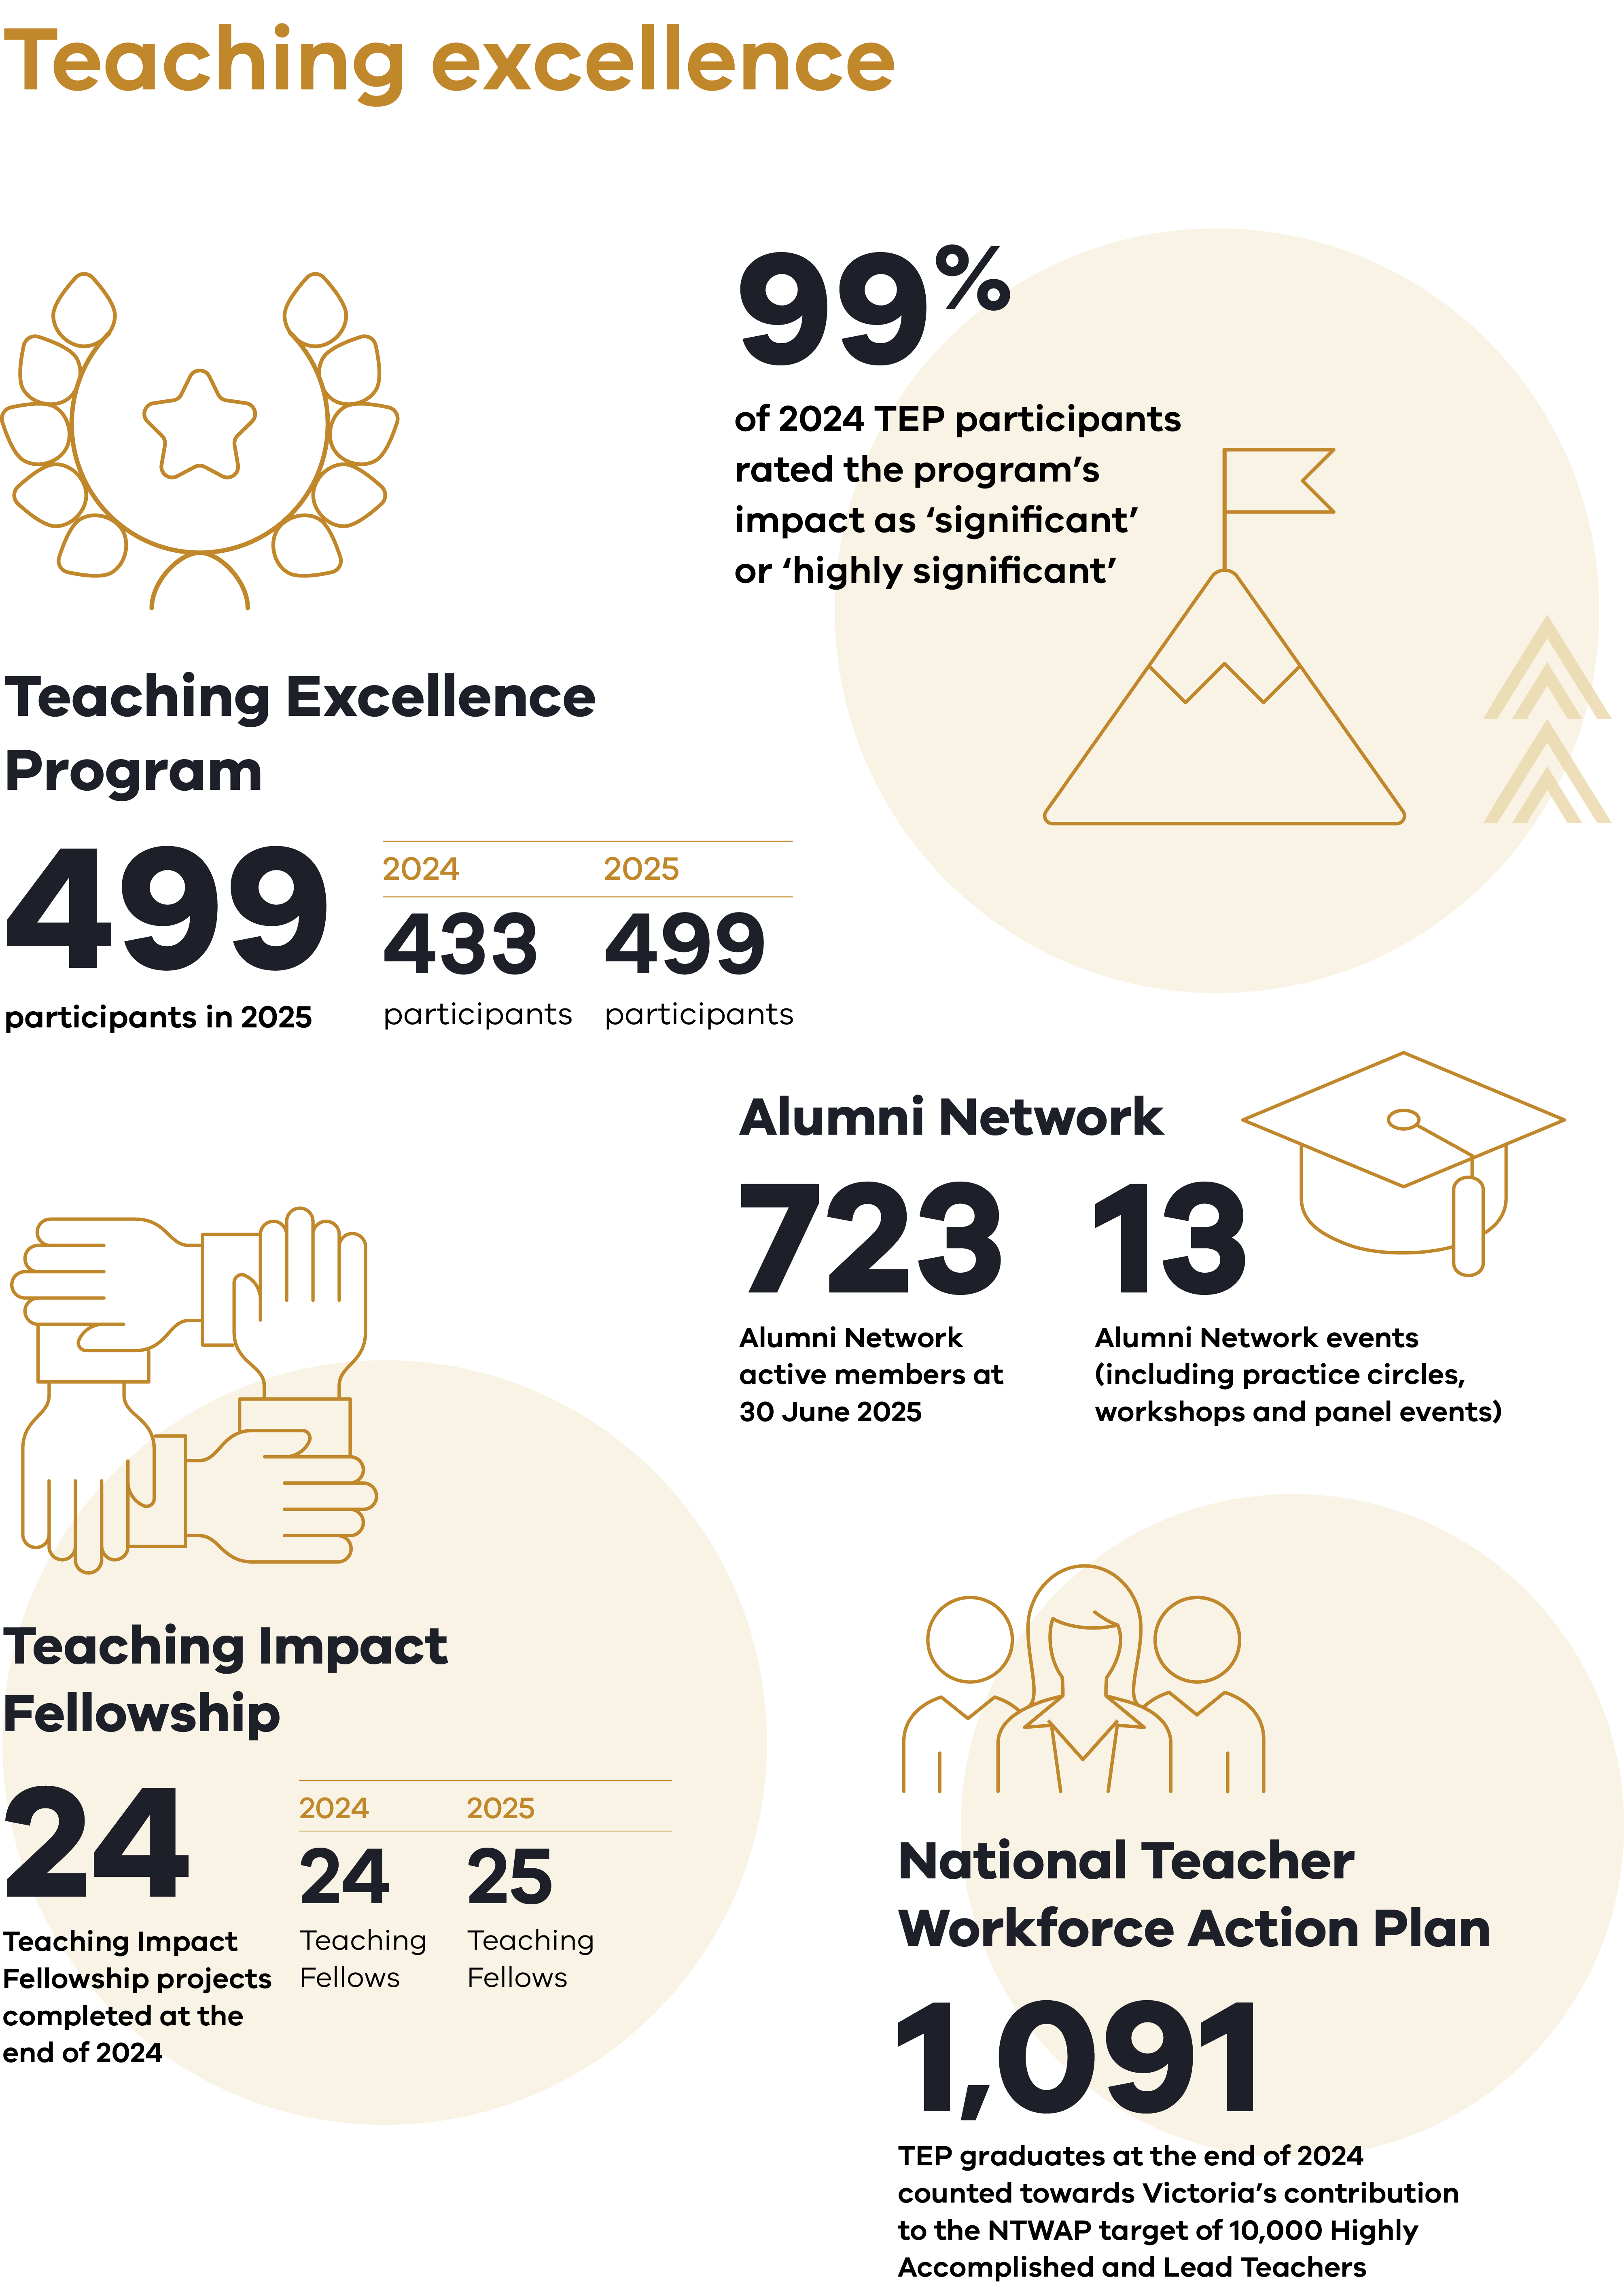 Teaching excellence
99%
of 2024 TEP participants
rated the program’s
impact as ‘significant’
or ‘highly significant’
Teaching Excellence
Program
499
participants in 2025
2024 2025
433 499
participants participants
Alumni Network
723
Alumni Network
active members at
30 June 2025
13
Alumni Network events
(including practice circles,
workshops and panel events)
Teaching Impact
Fellowship
24
Teaching Impact
Fellowship projects
completed at the
end of 2024
2024 2025
24 25
Teaching Teaching
Fellows Fellows
National Teacher
Workforce Action Plan
1,091
TEP graduates at the end of 2024
counted towards Victoria’s contribution
to the NTWAP target of 10,000 Highly
Accomplished and Lead Teachers